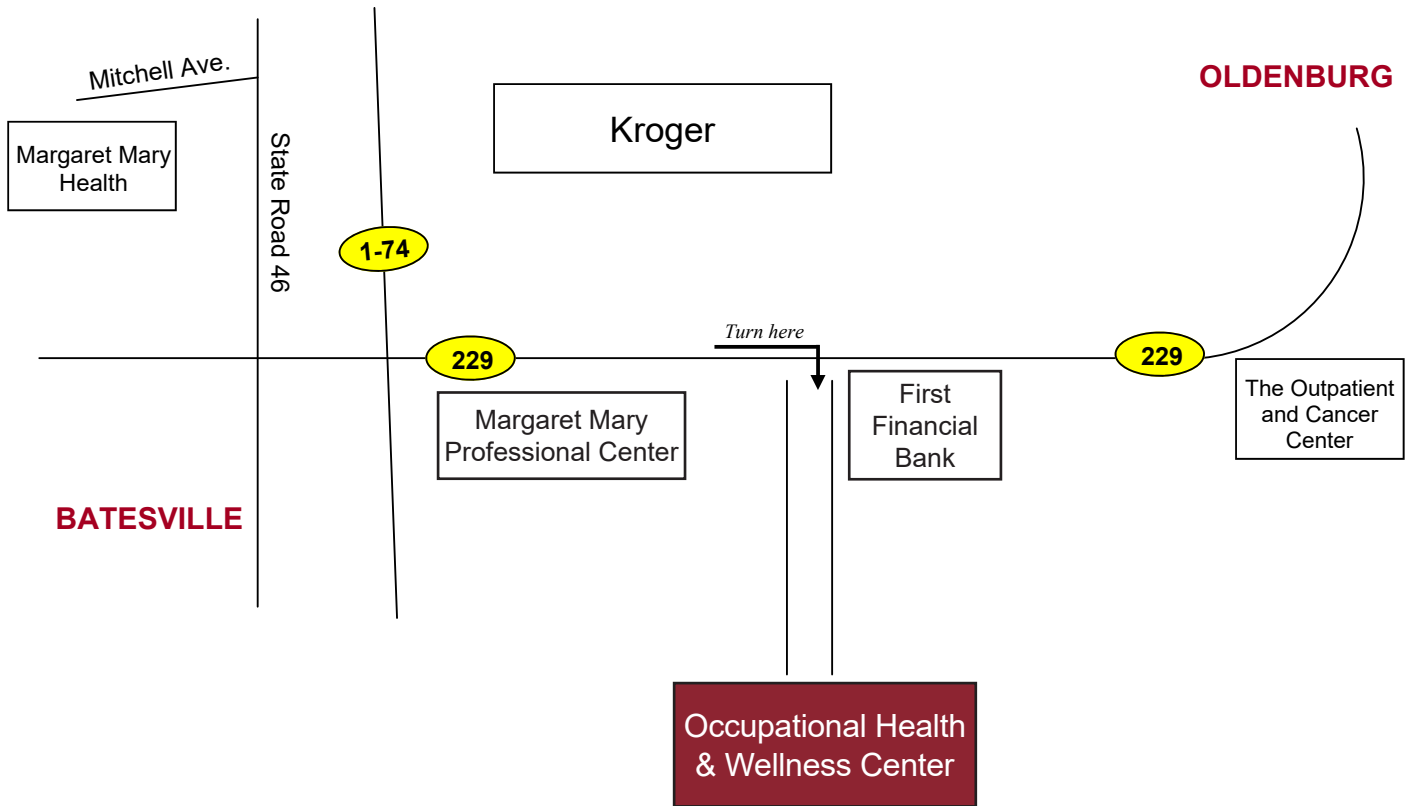 Mitchell Ave.
OLDENBURG
Kroger
Margaret Mary
Health
State Road 46
1-74
Turn here
229
229
Margaret Mary
Professional Center
First
Financial
Bank
The Outpatient
and Cancer
Center
BATESVILLE
Occupational Health
& Wellness Center